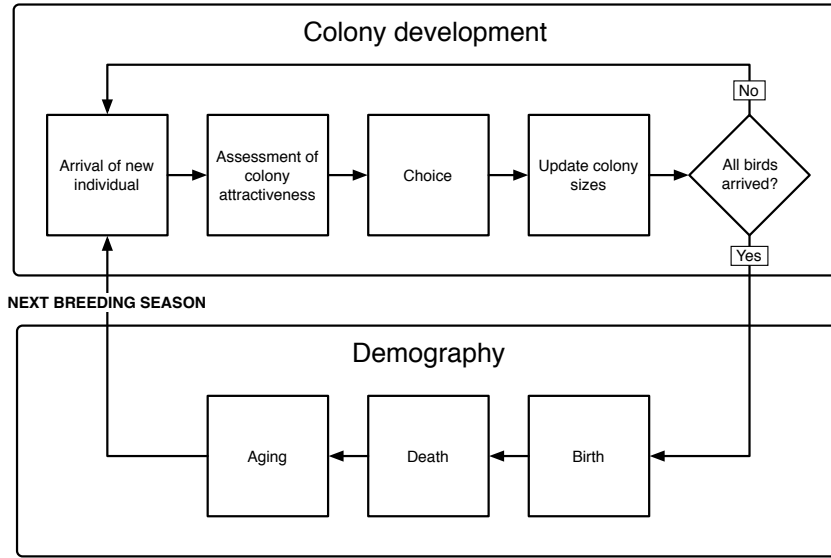 Colony development
No
Arrival of new
individual
Assessment of
colony
attractiveness
Choice
Update colony
sizes
All birds
arrived?
Yes
NEXT BREEDING SEASON
Demography
Aging
Death
Birth